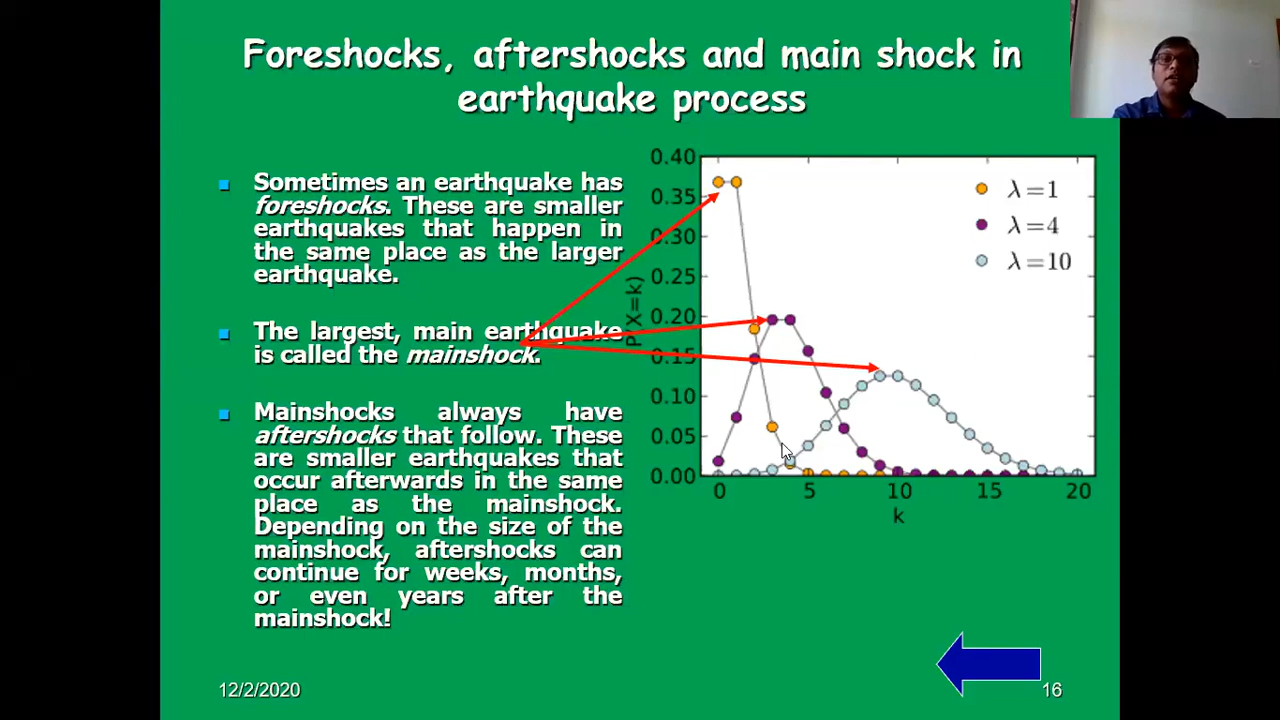 Foreshocks, aftershocks and main shock in
earthquake process
Sometimes an earthquake has
foreshocks. These are smaller
earthquakes that happen in
the same place as the larger
earthquake.
The largest, main earthquake
is called the mainshock.
Mainshocks always have
aftershocks that follow. These
are smaller earthquakes that
occur afterwards in the same
place as the mainshock.
Depending on the size of the
mainshock, aftershocks can
continue for weeks, months,
or even years after the
mainshock!
0.40
0.35
0.30
0.25
0.20
0.15
0.10
0.05
0.00
P(X=k)
λ=1
λ=4
λ=10
0 5 10 15 20
k
12/2/2020
16